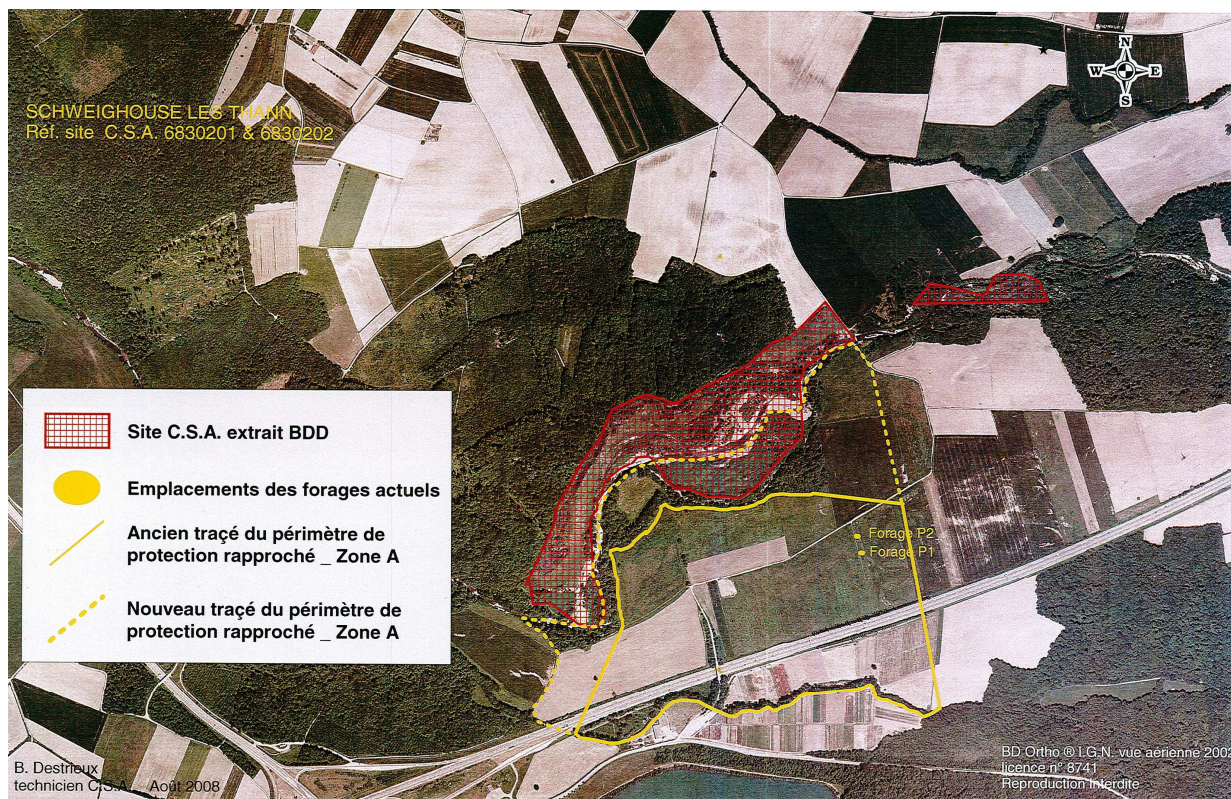 SCHWEIGHOUSE LES THANN
Réf. site C.S.A. 6830201 & 6830202
N
W E
S
Site C.S.A. extrait BDD
Emplacements des forages actuels
Ancien traçé du périmètre de
protection rapproché _ Zone A
Nouveau traçé du périmètre de
protection rapproché _ Zone A
Forage P2
Forage P1
B. Destrieux
technicien C.S.A. Août 2008
BD Ortho ® I.G.N. vue aérienne 2002
licence n° 8741
Reproduction interdite